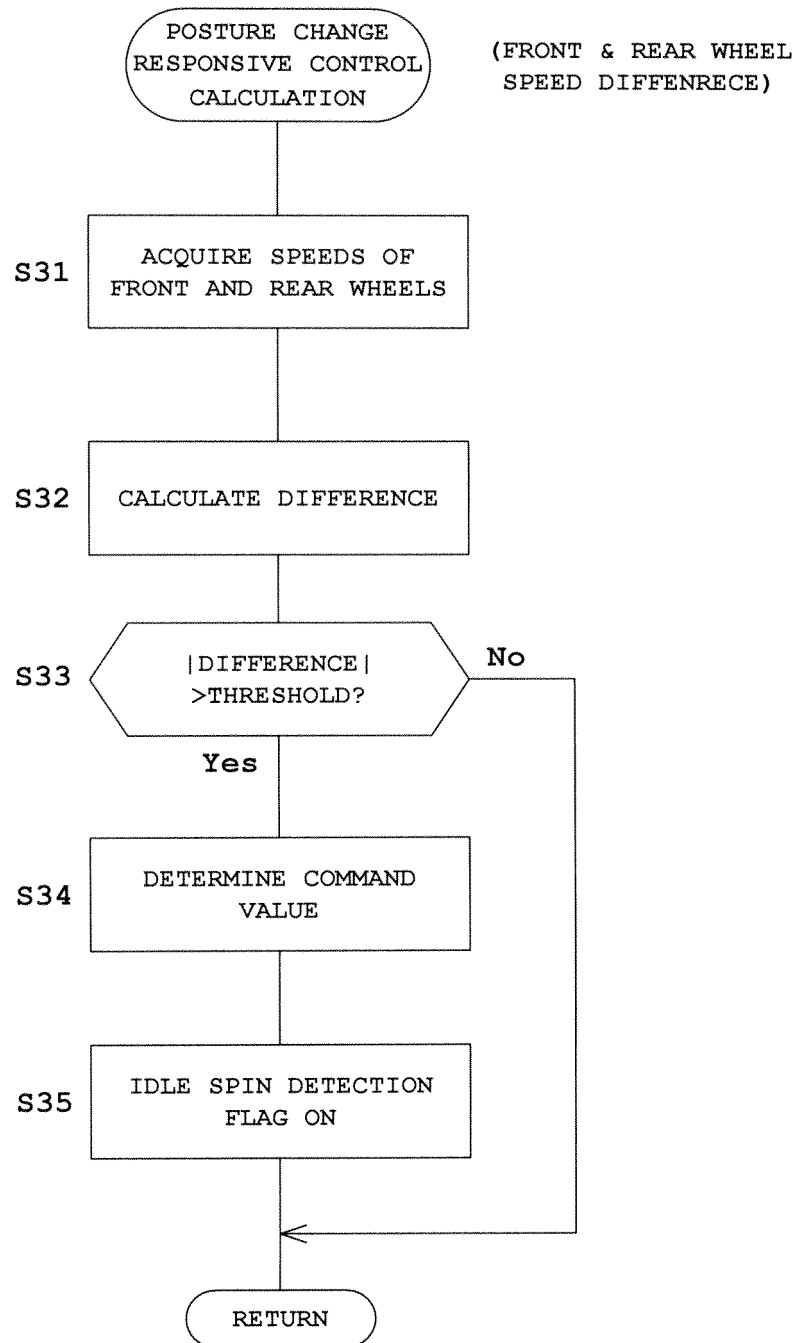 POSTURE CHANGE
RESPONSIVE CONTROL
CALCULATION
(FRONT & REAR WHEEL
SPEED DIFFENRECE)
S31
ACQUIRE SPEEDS OF
FRONT AND REAR WHEELS
S32
CALCULATE DIFFERENCE
S33
|DIFFERENCE|
>THRESHOLD?
No
Yes
S34
DETERMINE COMMAND
VALUE
S35
IDLE SPIN DETECTION
FLAG ON
RETURN